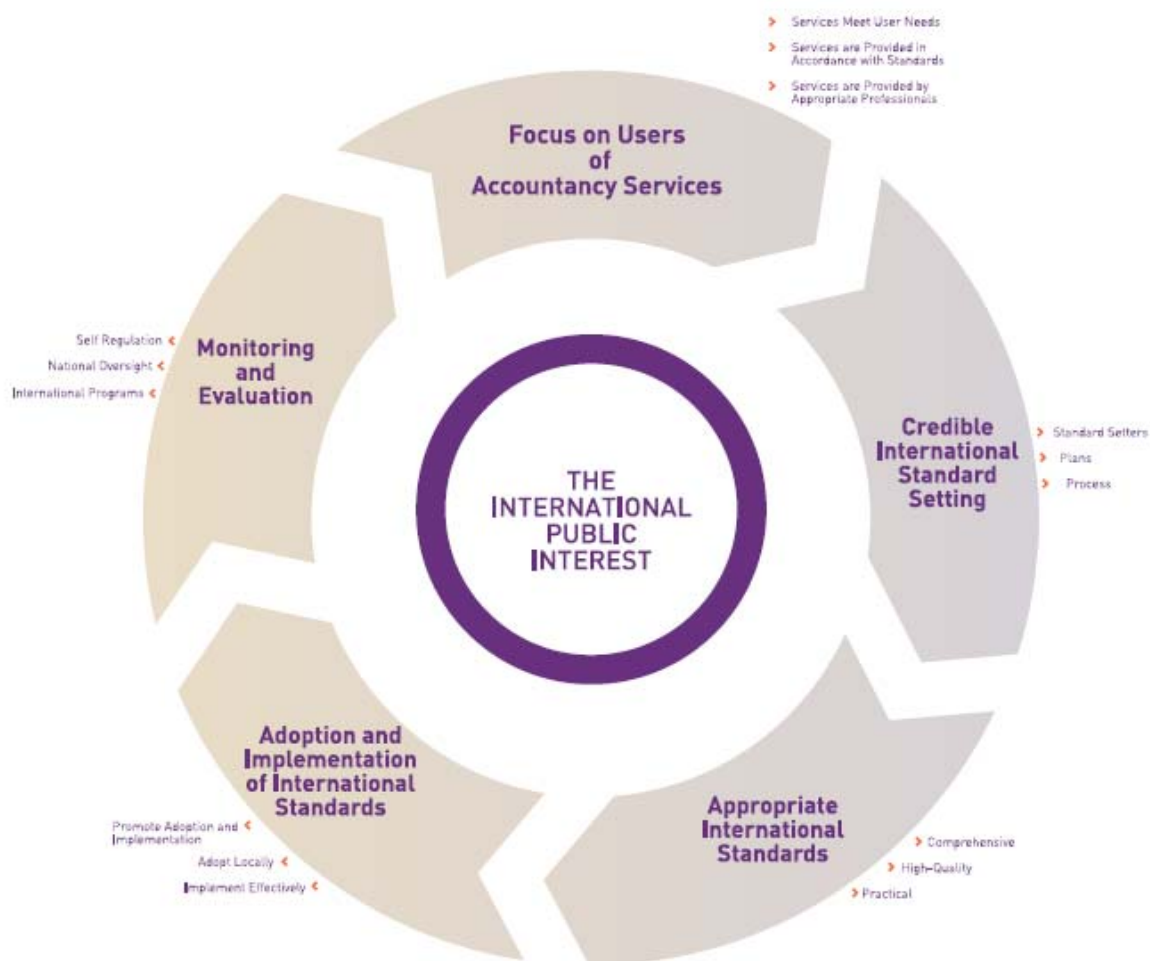 Services Meet User Needs
Services are Provided in
Accordance with Standards
Services are Provided by
Appropriate Professionals
Focus on Users
of
Accountancy Services
Credible
International
Standard
Setting
Standard Setters
Plans
Process
Appropriate
International
Standards
Comprehensive
High-Quality
Practical
Adoption and
Implementation
of International
Standards
Promote Adoption and
Implementation
Adopt Locally
Implement Effectively
Monitoring
and
Evaluation
Self Regulation
National Oversight
International Programs
THE
INTERNATIONAL
PUBLIC
INTEREST